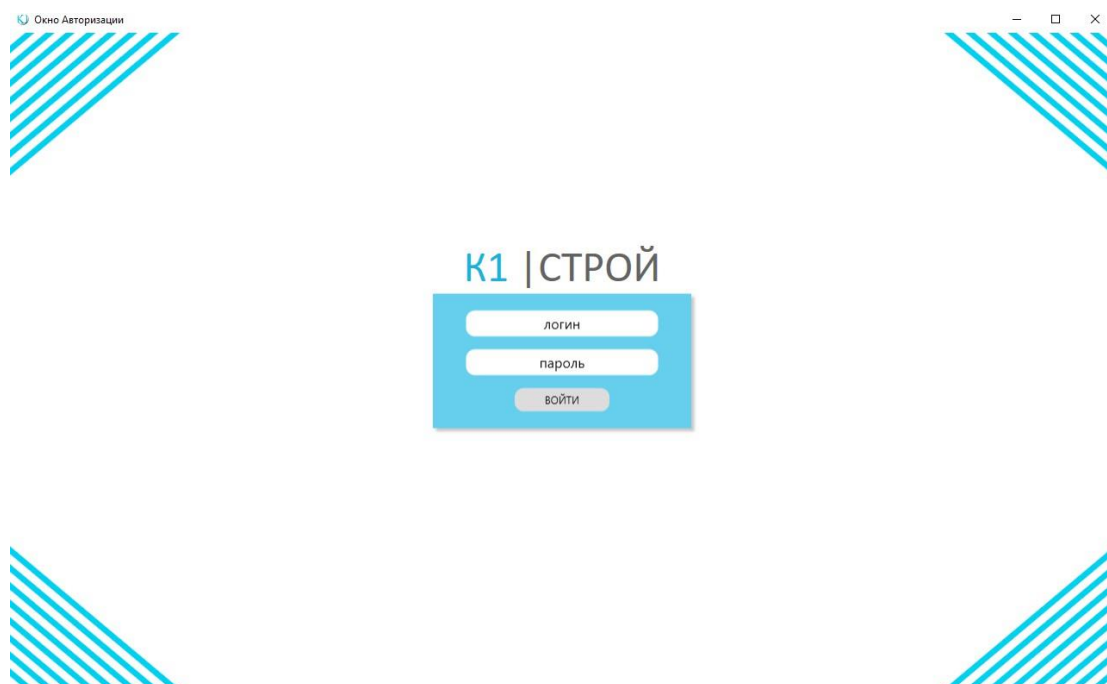 Окно Авторизации
К1 |СТРОЙ
логин
пароль
ВОЙТИ